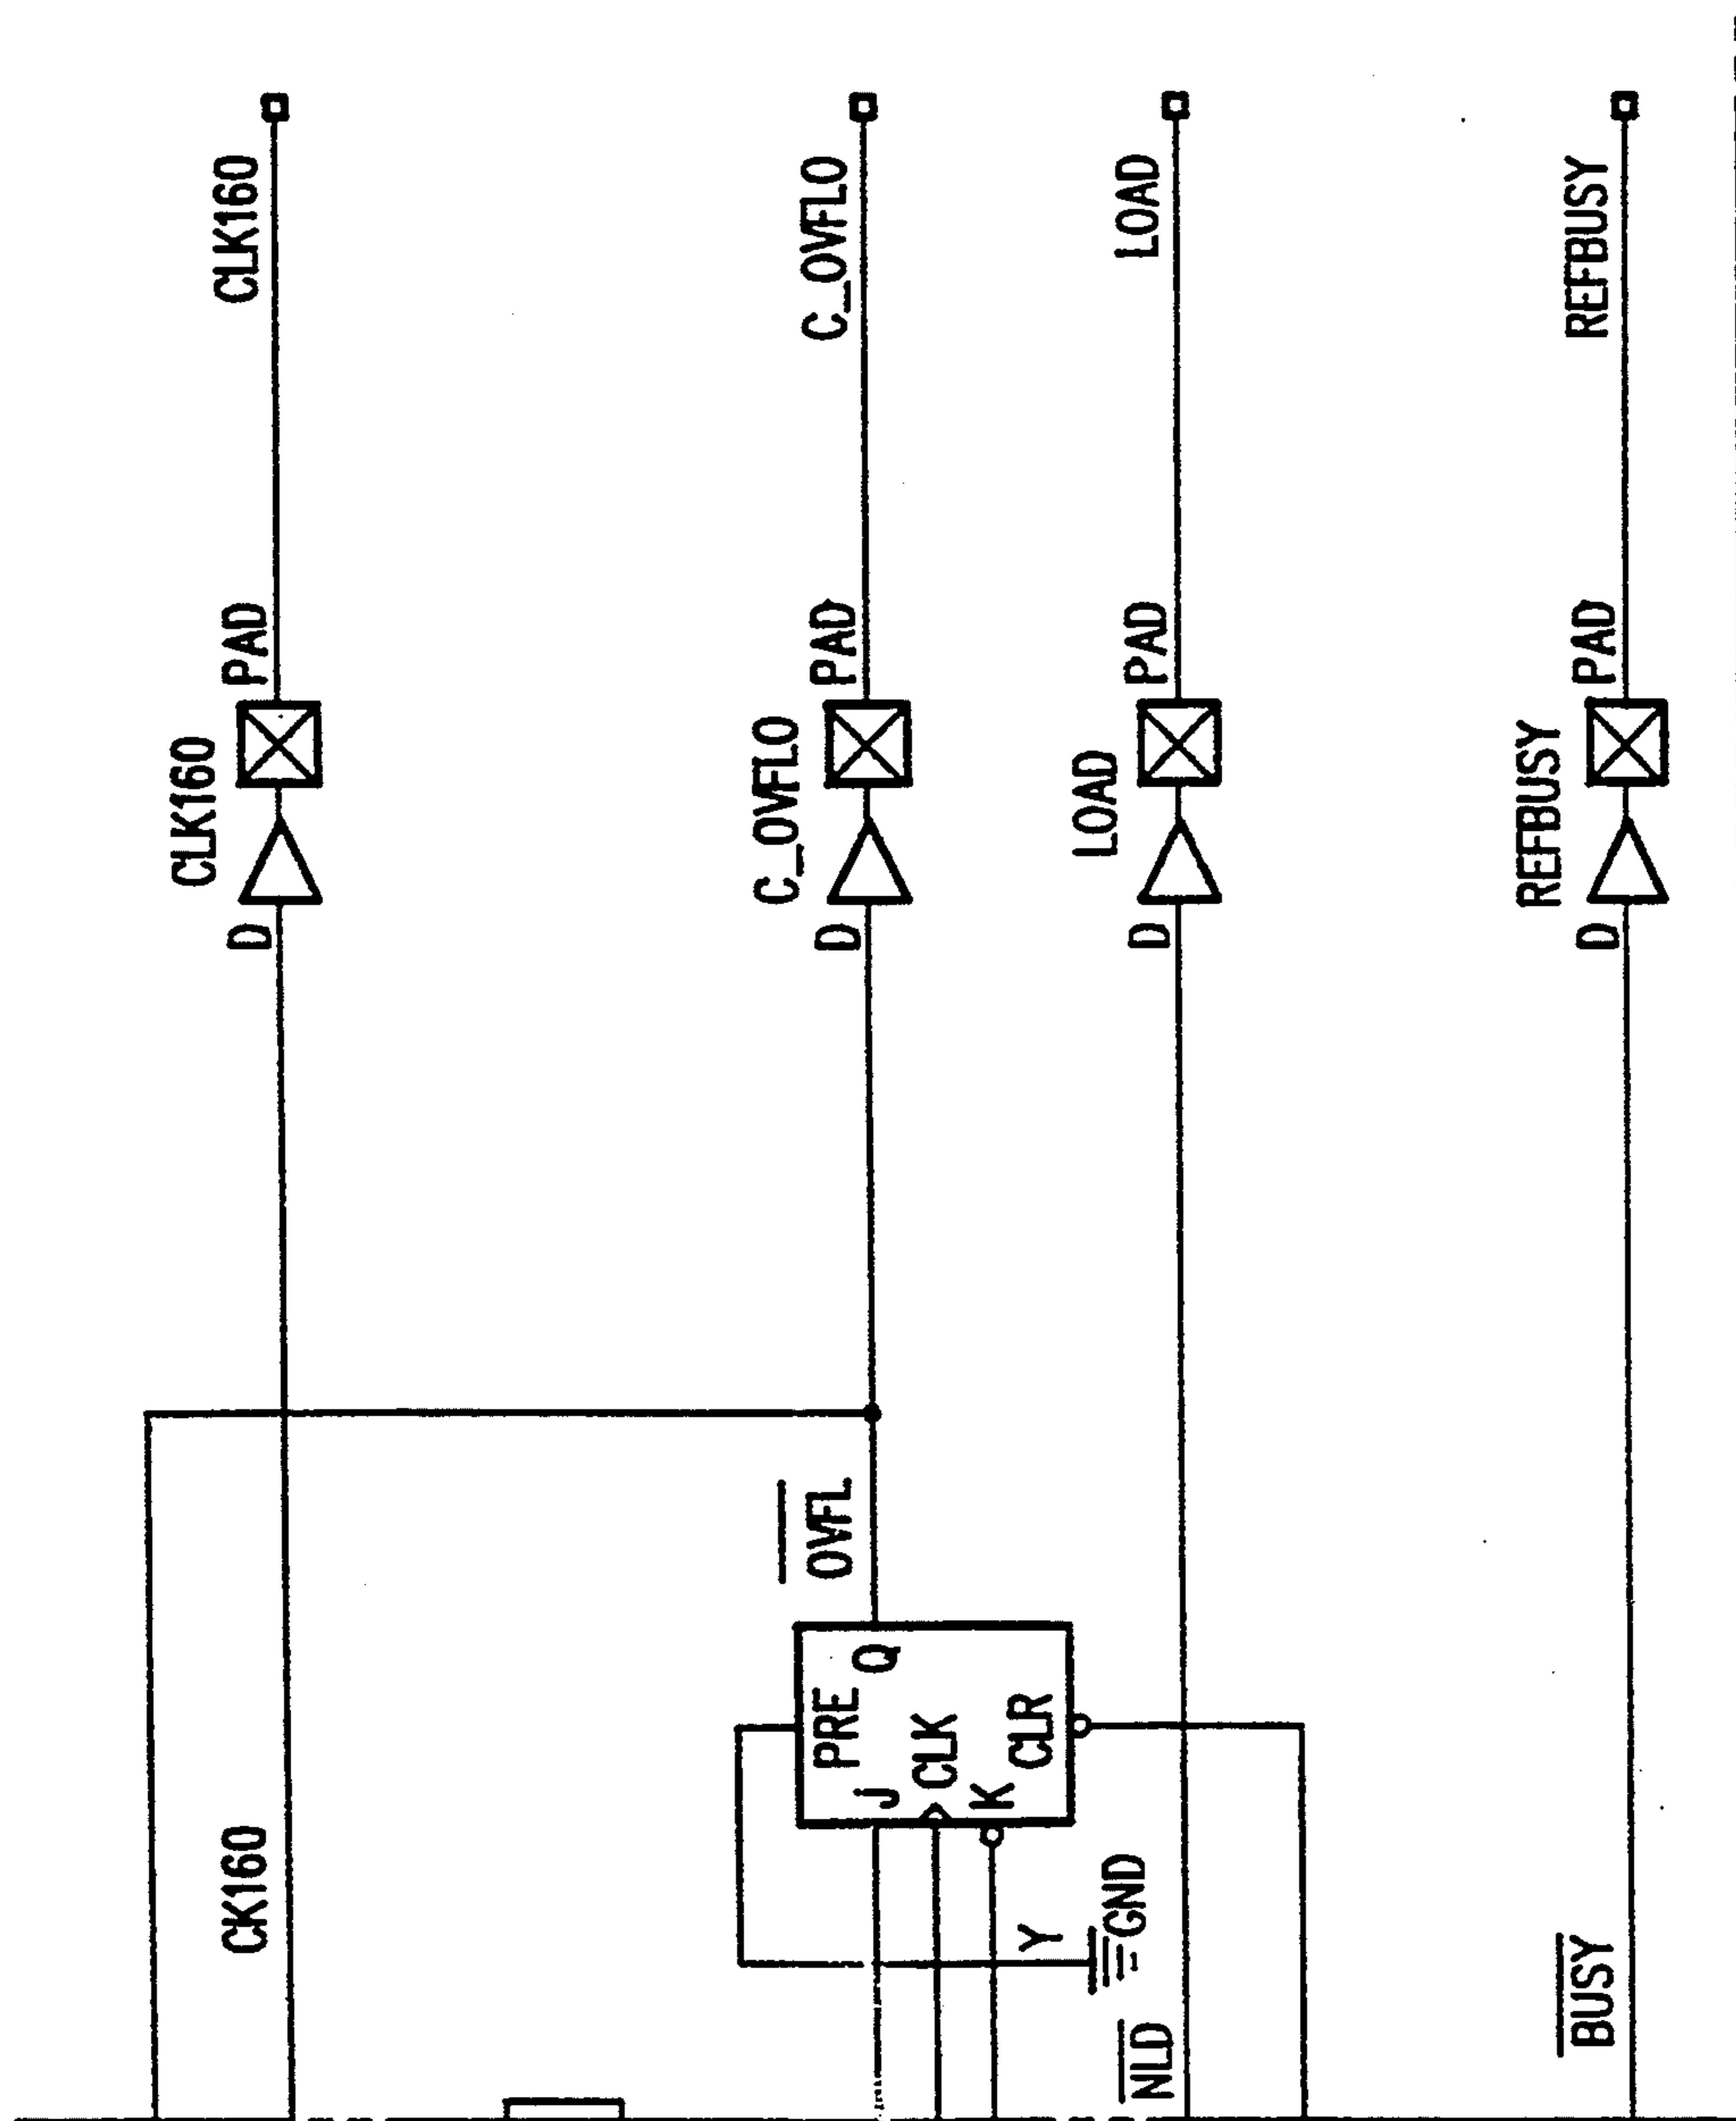 CLK160
C_OVFLO
LOAD
REFBUSY
PAD
PAD
PAD
PAD
CLK160
C_OVFLO
LOAD
REFBUSY
D
D
D
D
OVFL
PRE
Q
J
CLK
K
CLR
CK160
Y
GND
NLD
BUSY